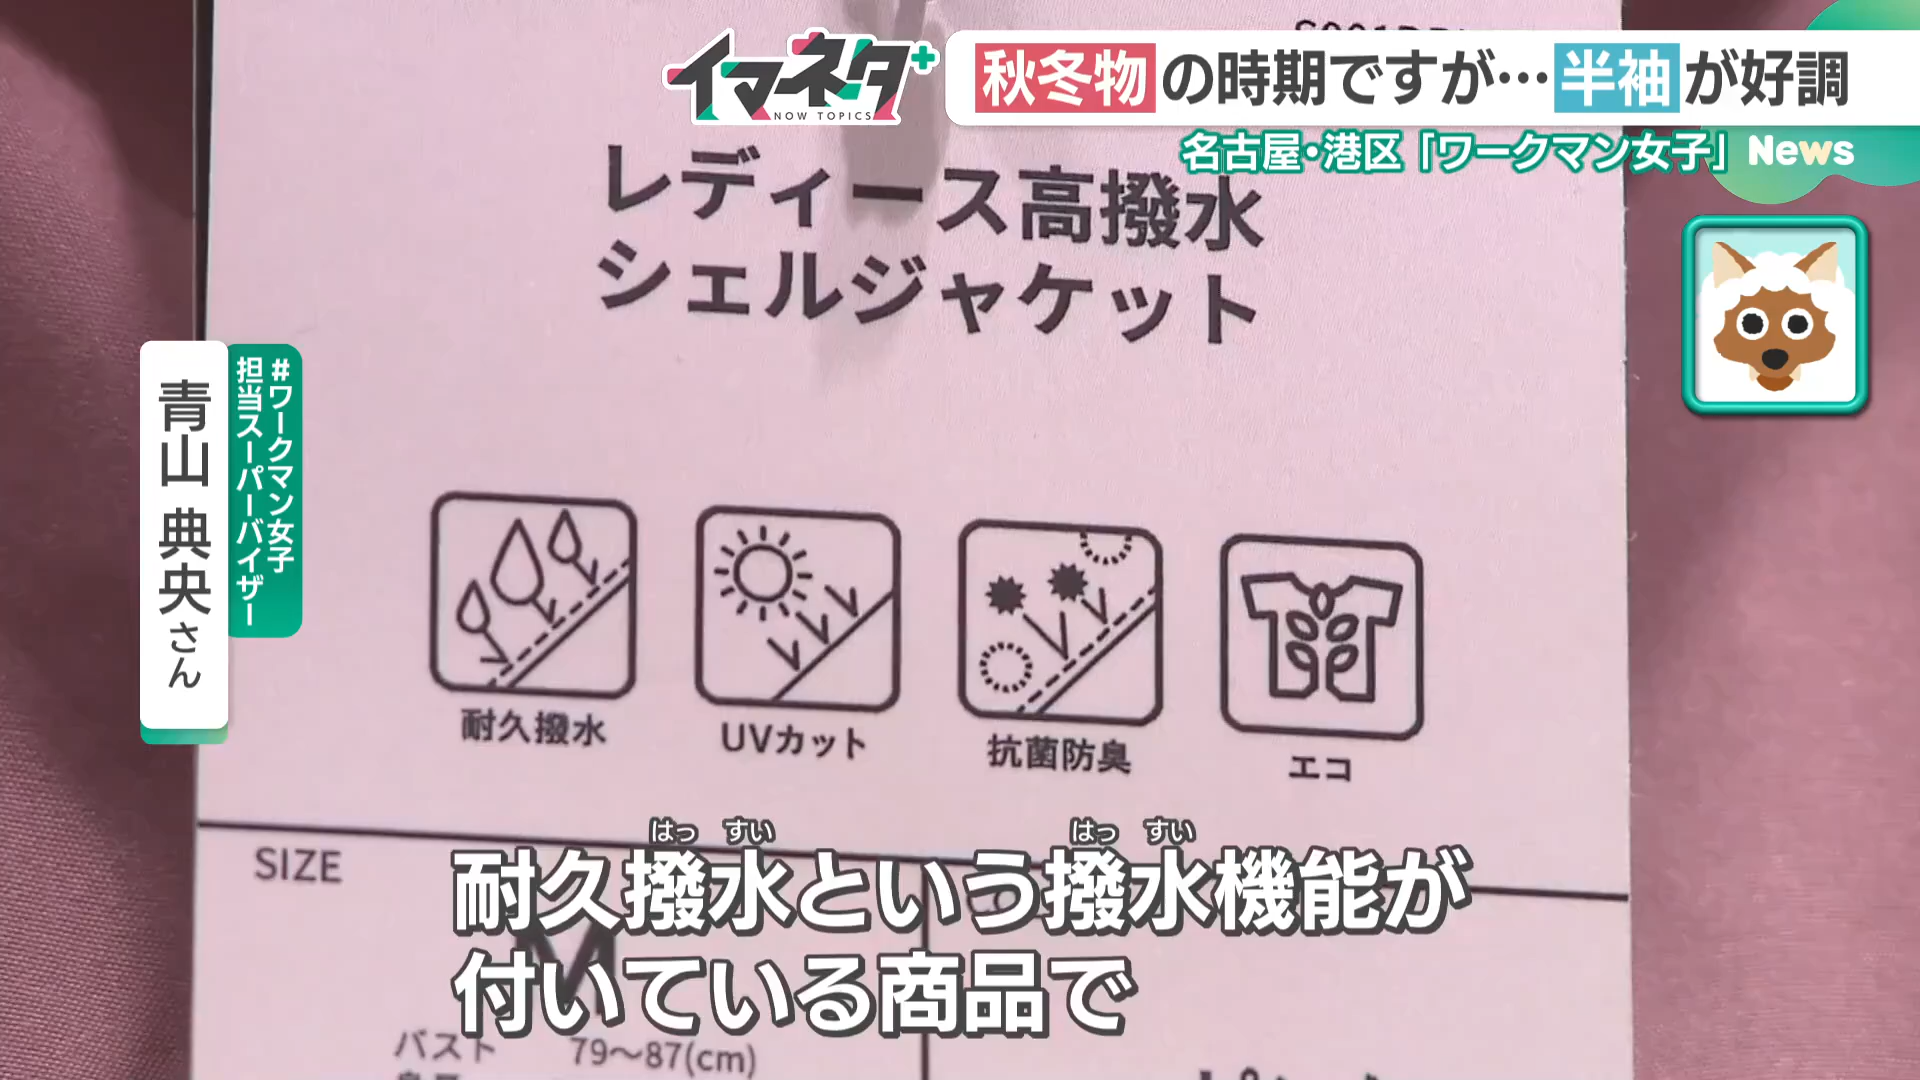 イマネタ+
NOW TOPICS
秋冬物の時期ですが…半袖が好調
名古屋・港区「ワークマン女子」 News
レディース高撥水
シェルジャケット
#ワークマン女子
担当スーパーバイザー
青山 典央さん
耐久撥水
UVカット
抗菌防臭
エコ
SIZE
M
バスト 79〜87(cm)
はっ すい はっ すい
耐久撥水という撥水機能が
付いている商品で